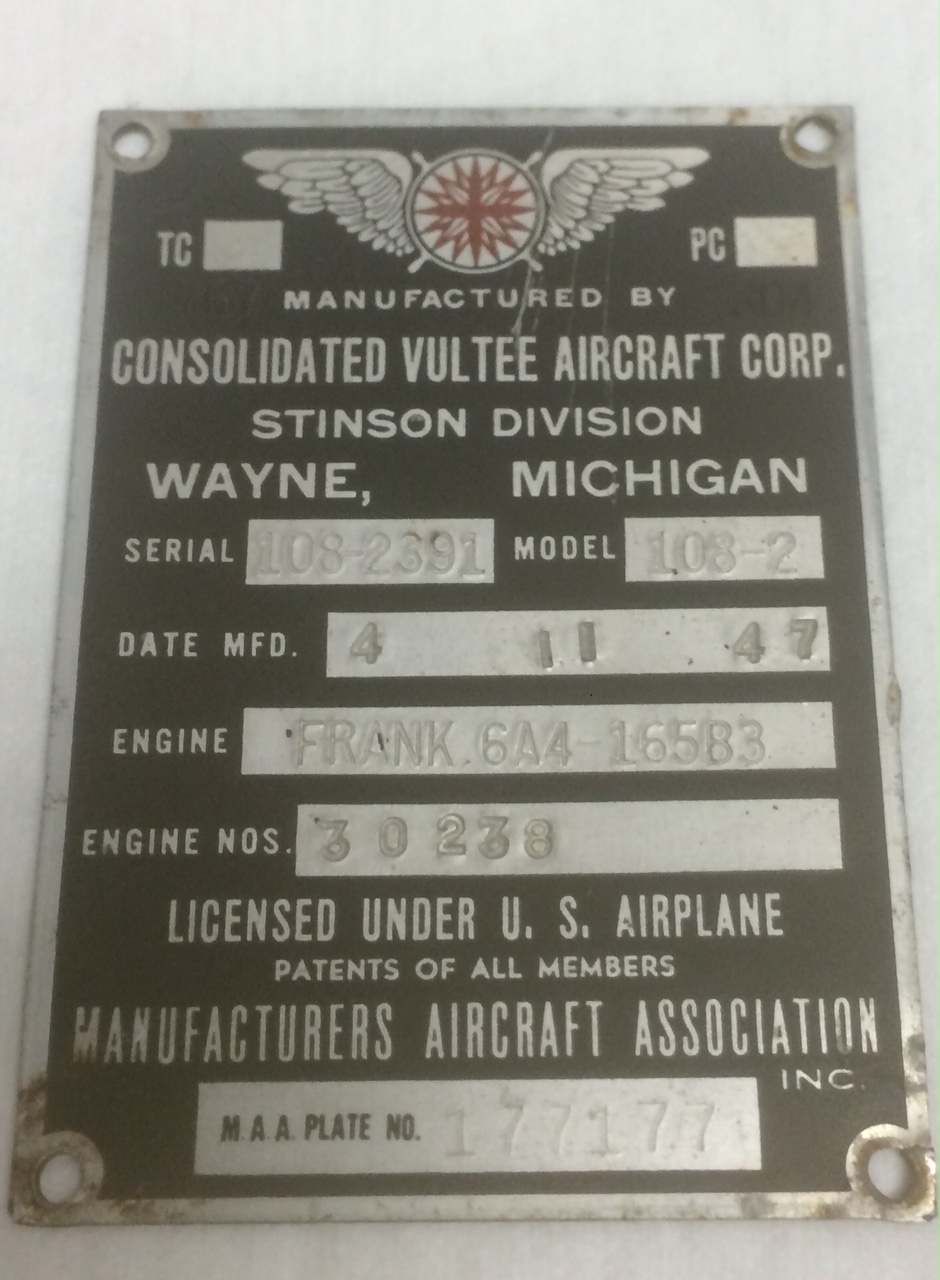 TC PC
MANUFACTURED BY
CONSOLIDATED VULTEE AIRCRAFT CORP.
STINSON DIVISION
WAYNE, MICHIGAN
SERIAL 108-2391 MODEL 108-2
DATE MFD. 4 11 47
ENGINE FRANK.6A4-165B3
ENGINE NOS. 30238
LICENSED UNDER U. S. AIRPLANE
PATENTS OF ALL MEMBERS
MANUFACTURERS AIRCRAFT ASSOCIATION
INC.
M.A.A. PLATE NO. 177177